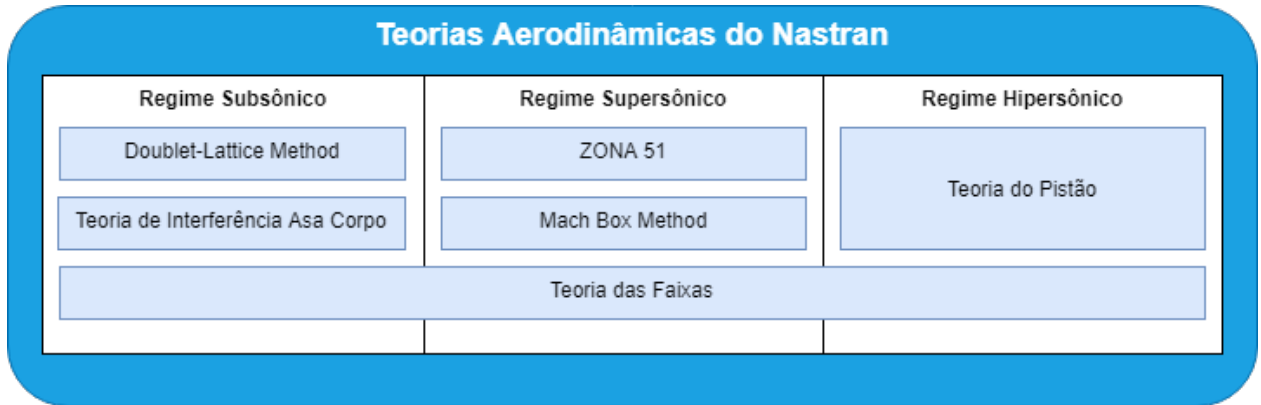 Teorias Aerodinâmicas do Nastran
Regime Subsônico
Doublet-Lattice Method
Teoria de Interferência Asa Corpo
Regime Supersônico
ZONA 51
Mach Box Method
Regime Hipersônico
Teoria do Pistão
Teoria das Faixas